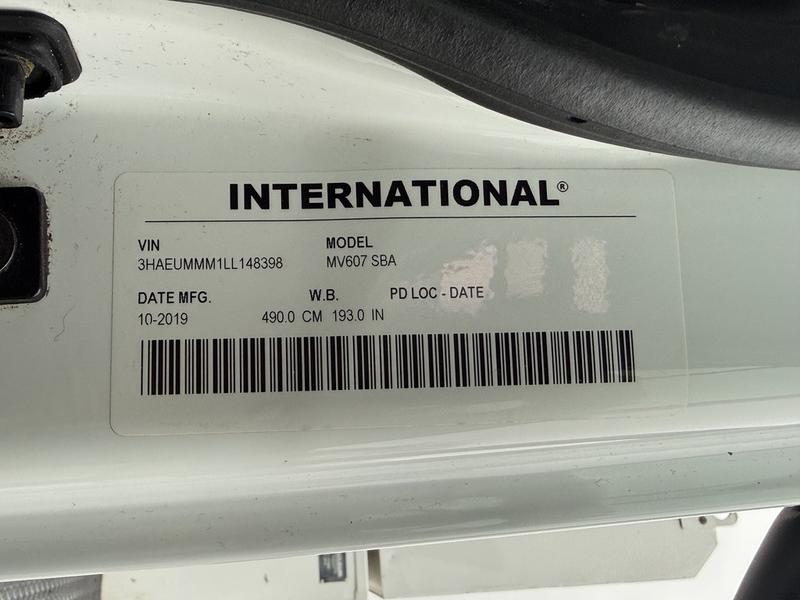 INTERNATIONAL®
VIN MODEL
3HAEUMMM1LL148398 MV607 SBA
DATE MFG. W.B. PD LOC - DATE
10-2019 490.0 CM 193.0 IN